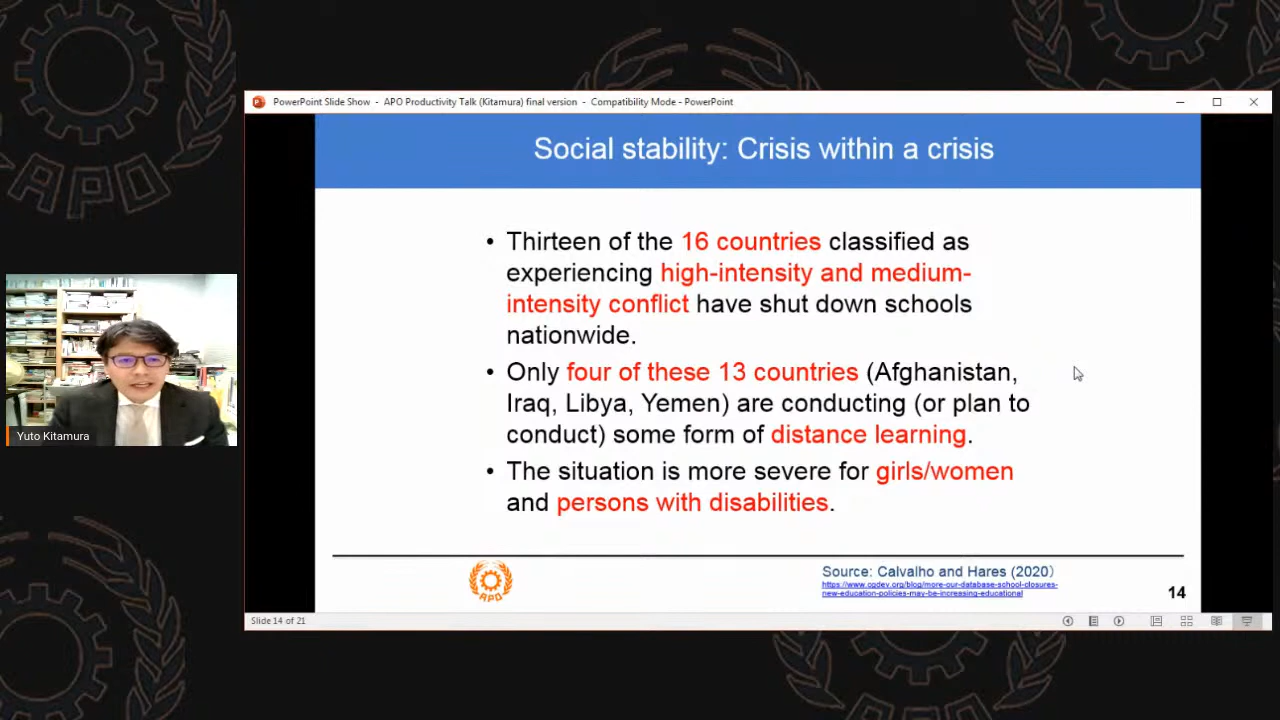 PowerPoint Slide Show - APO Productivity Talk (Kitamura) final version - Compatibility Mode - PowerPoint
Social stability: Crisis within a crisis
• Thirteen of the 16 countries classified as
experiencing high-intensity and medium-
intensity conflict have shut down schools
nationwide.
• Only four of these 13 countries (Afghanistan,
Iraq, Libya, Yemen) are conducting (or plan to
conduct) some form of distance learning.
• The situation is more severe for girls/women
and persons with disabilities.
Yuto Kitamura
APO
Source: Calvalho and Hares (2020)
https://www.cgdev.org/blog/more-our-database-school-closures-
new-education-policies-may-be-increasing-educational
14
Slide 14 of 21
APO
APO